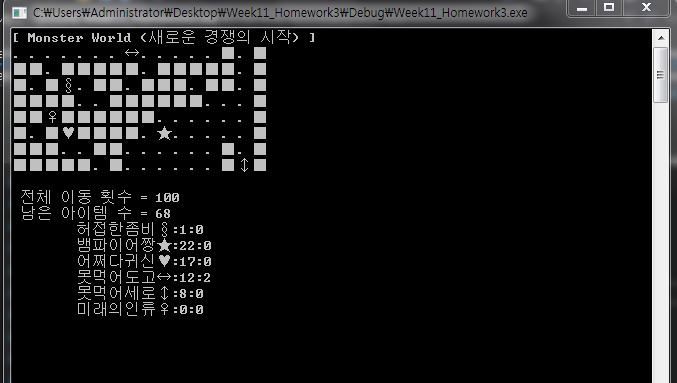 C:₩Users₩Administrator₩Desktop₩Week11_Homework3₩Debug₩Week11_Homework3.exe
[ Monster World (새로운 경쟁의 시작) ]
전체 이동 횟수 = 100
남은 아이템 수 = 68
허접한좀비§:1:0
뱀파이어짱★:22:0
어쩌다귀신♥:17:0
못먹어도고↔:12:2
못먹어세로↕:8:0
미래의인류♀:0:0